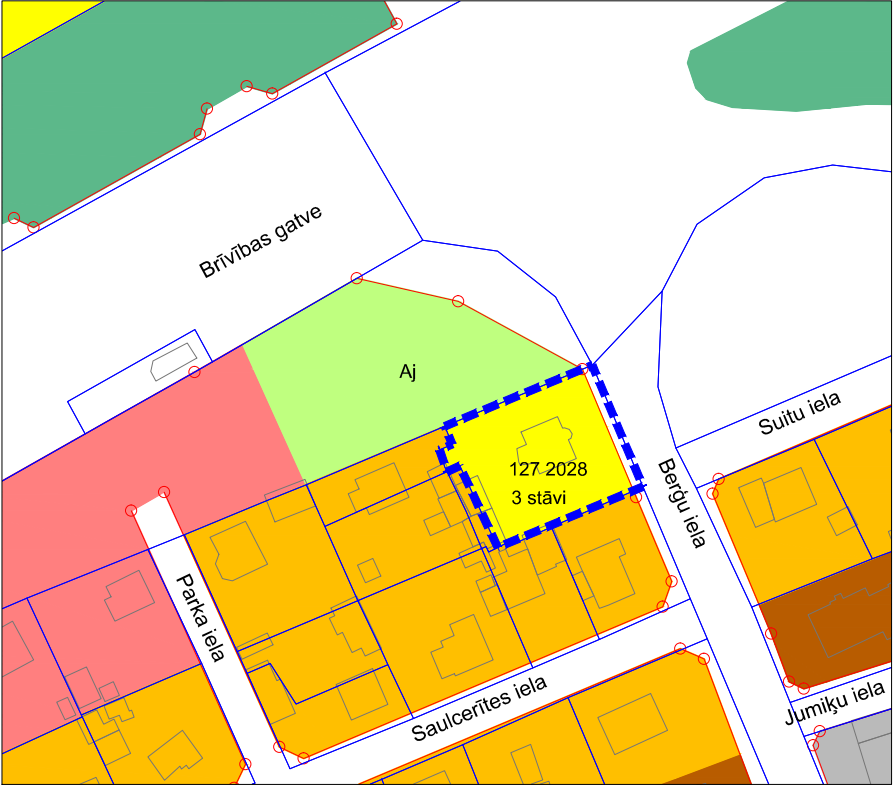 Brīvības gatve
Aj
Suitu iela
127 2028
3 stāvi
Berģu iela
Parka iela
Saulcerītes iela
Jumiķu iela